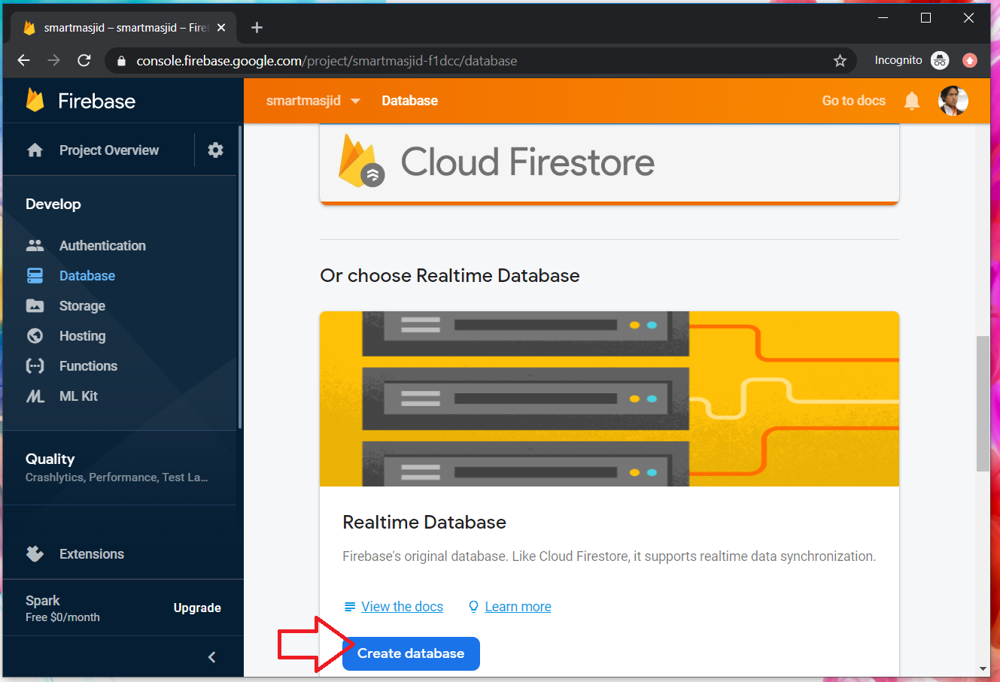 smartmasjid – smartmasjid – Fire
console.firebase.google.com/project/smartmasjid-f1dcc/database
Incognito
Firebase
smartmasjid
Database
Go to docs
Project Overview
Develop
Authentication
Database
Storage
Hosting
Functions
ML Kit
Quality
Crashlytics, Performance, Test La...
Extensions
Spark
Free $0/month
Upgrade
Cloud Firestore
Or choose Realtime Database
Realtime Database
Firebase's original database. Like Cloud Firestore, it supports realtime data synchronization.
View the docs
Learn more
Create database